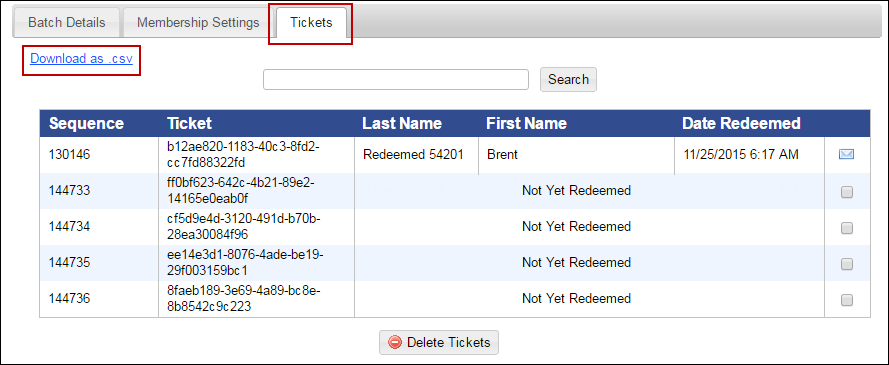 Batch Details Membership Settings Tickets
Download as .csv
Search
Sequence Ticket Last Name First Name Date Redeemed
130146 b12ae820-1183-40c3-8fd2-cc7fd88322fd Redeemed 54201 Brent 11/25/2015 6:17 AM
144733 ff0bf623-642c-4b21-89e2-14165e0eab0f Not Yet Redeemed
144734 cf5d9e4d-3120-491d-b70b-28ea30084f96 Not Yet Redeemed
144735 ee14e3d1-8076-4ade-be19-29f003159bc1 Not Yet Redeemed
144736 8faeb189-3e69-4a89-bc8e-8b8542c9c223 Not Yet Redeemed
Delete Tickets